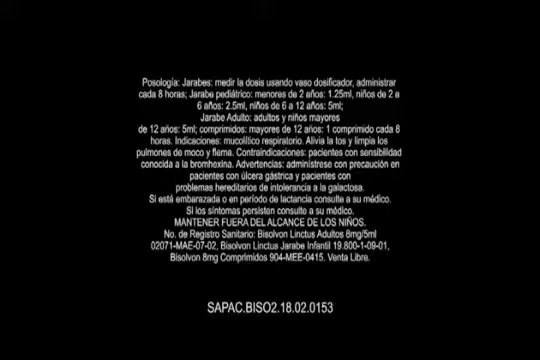 Posología: Jarabes: medir la dosis usando vaso dosificador, administrar
cada 8 horas; Jarabe pediátrico: menores de 2 años: 1.25ml, niños de 2 a
6 años: 2.5ml, niños de 6 a 12 años: 5ml;
Jarabe Adulto: adultos y niños mayores
de 12 años: 5ml; comprimidos: mayores de 12 años: 1 comprimido cada 8
horas. Indicaciones: mucolítico respiratorio. Alivia la tos y limpia los
pulmones de moco y flema. Contraindicaciones: pacientes con sensibilidad
conocida a la bromhexina. Advertencias: adminístrese con precaución en
pacientes con úlcera gástrica y pacientes con
problemas hereditarios de intolerancia a la galactosa.
Si está embarazada o en período de lactancia consulte a su médico.
Si los síntomas persisten consulte a su médico.
MANTENER FUERA DEL ALCANCE DE LOS NIÑOS.
No. de Registro Sanitario: Bisolvon Linctus Adultos 8mg/5ml
02071-MAE-07-02, Bisolvon Linctus Jarabe Infantil 19.800-1-09-01,
Bisolvon 8mg Comprimidos 904-MEE-0415. Venta Libre.
SAPAC.BISO2.18.02.0153